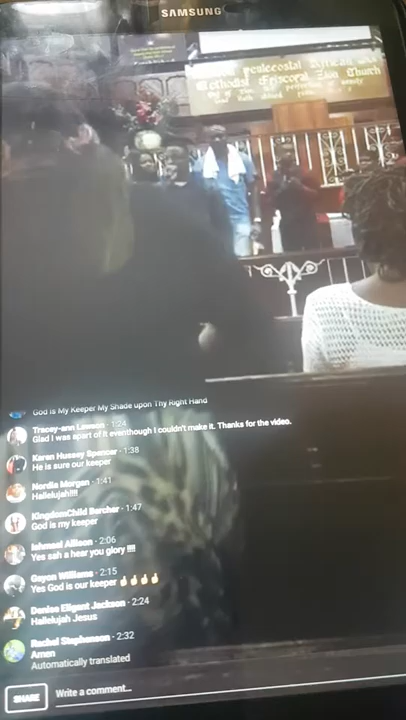 SAMSUNG
Pentecostal African
Methodist Episcopal Zion Church
God is My Keeper My Shade upon Thy Right Hand
Tracey-ann Lawson · 1:24
Glad I was apart of it eventhough I couldn't make it. Thanks for the video.
Karen Hussey Spencer · 1:38
He is sure our keeper
Nordia Morgan · 1:41
Hallelujah!!!!
KingdomChild Bercher · 1:47
God is my keeper
Ishmael Allison · 2:06
Yes sah a hear you glory !!!!
Gayon Williams · 2:15
Yes God is our keeper ☝☝☝☝
Denian Eligent Jackson · 2:24
Hallelujah Jesus
Rachel Stephenson · 2:32
Amen
Automatically translated
SHARE
Write a comment...